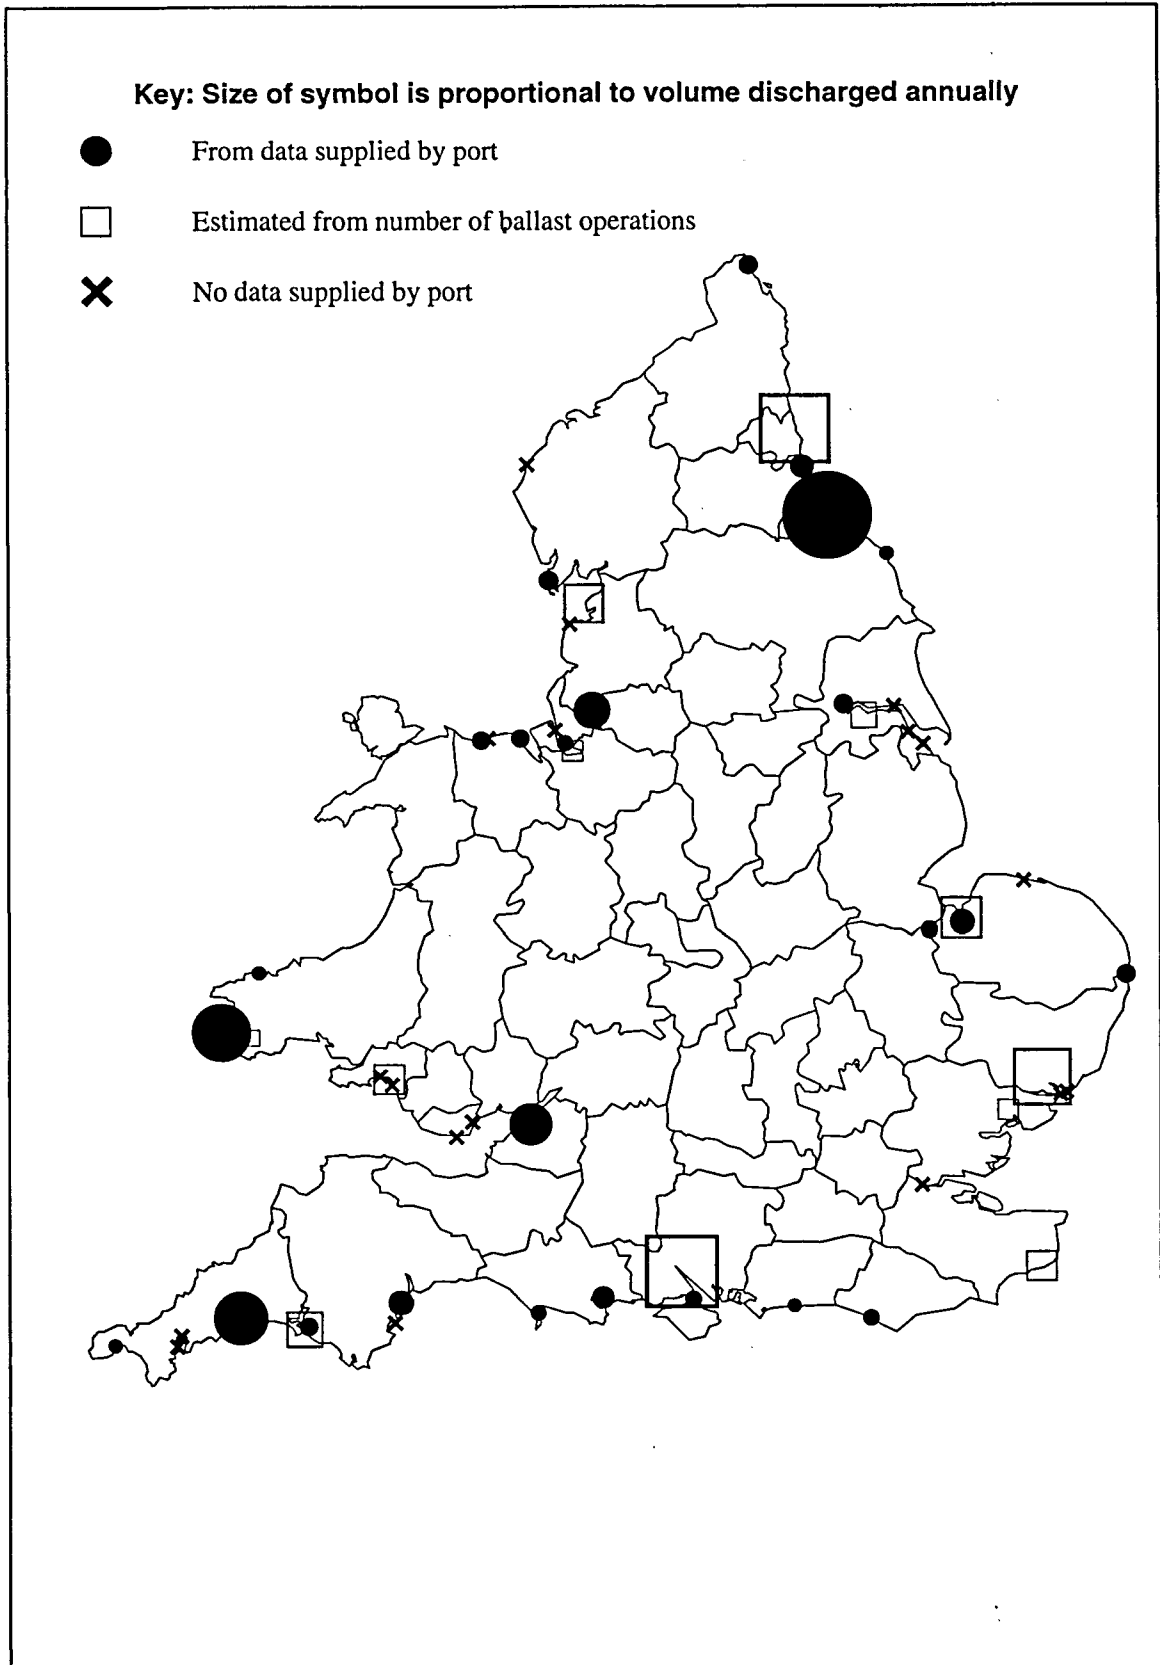 Key: Size of symbol is proportional to volume discharged annually
From data supplied by port
Estimated from number of ballast operations
No data supplied by port